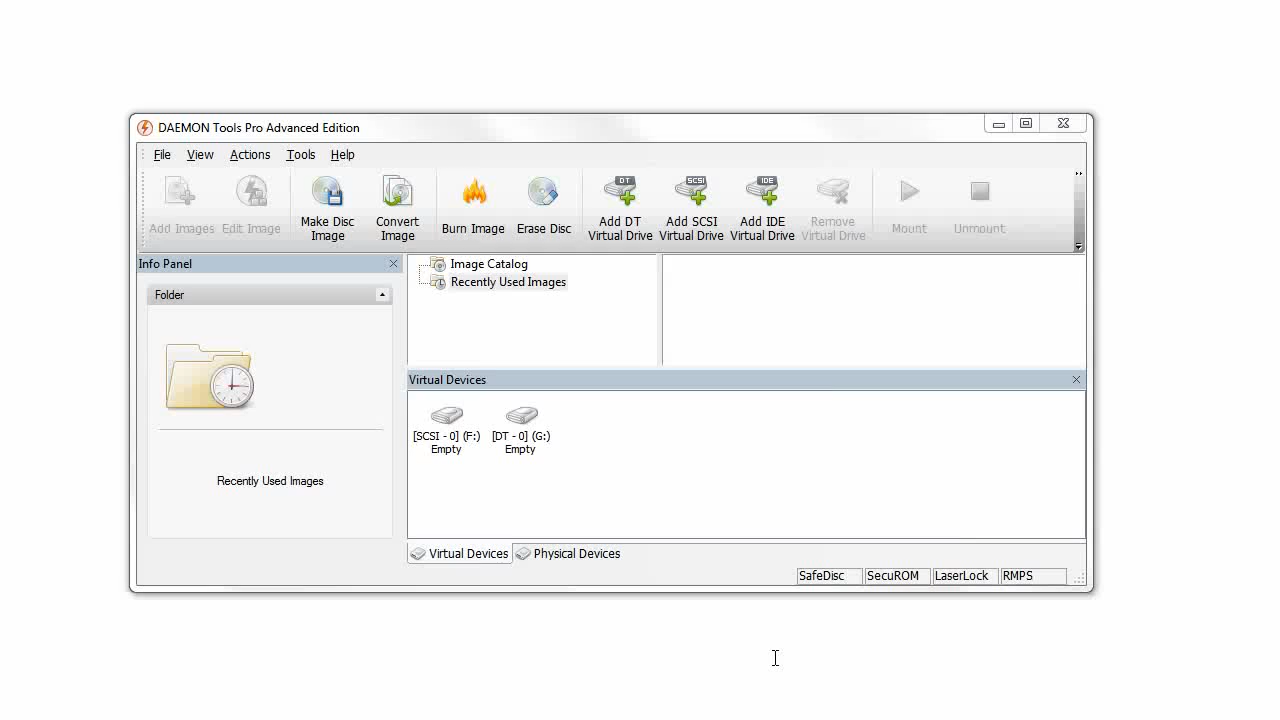 DAEMON Tools Pro Advanced Edition
File View Actions Tools Help
Add Images
Edit Image
Make Disc
Image
Convert
Image
Burn Image
Erase Disc
DT
Add DT
Virtual Drive
SCSI
Add SCSI
Virtual Drive
IDE
Add IDE
Virtual Drive
Remove
Virtual Drive
Mount
Unmount
Info Panel
Folder
Recently Used Images
Image Catalog
Recently Used Images
Virtual Devices
[SCSI - 0] (F:)
Empty
[DT - 0] (G:)
Empty
Virtual Devices
Physical Devices
SafeDisc
SecuROM
LaserLock
RMPS